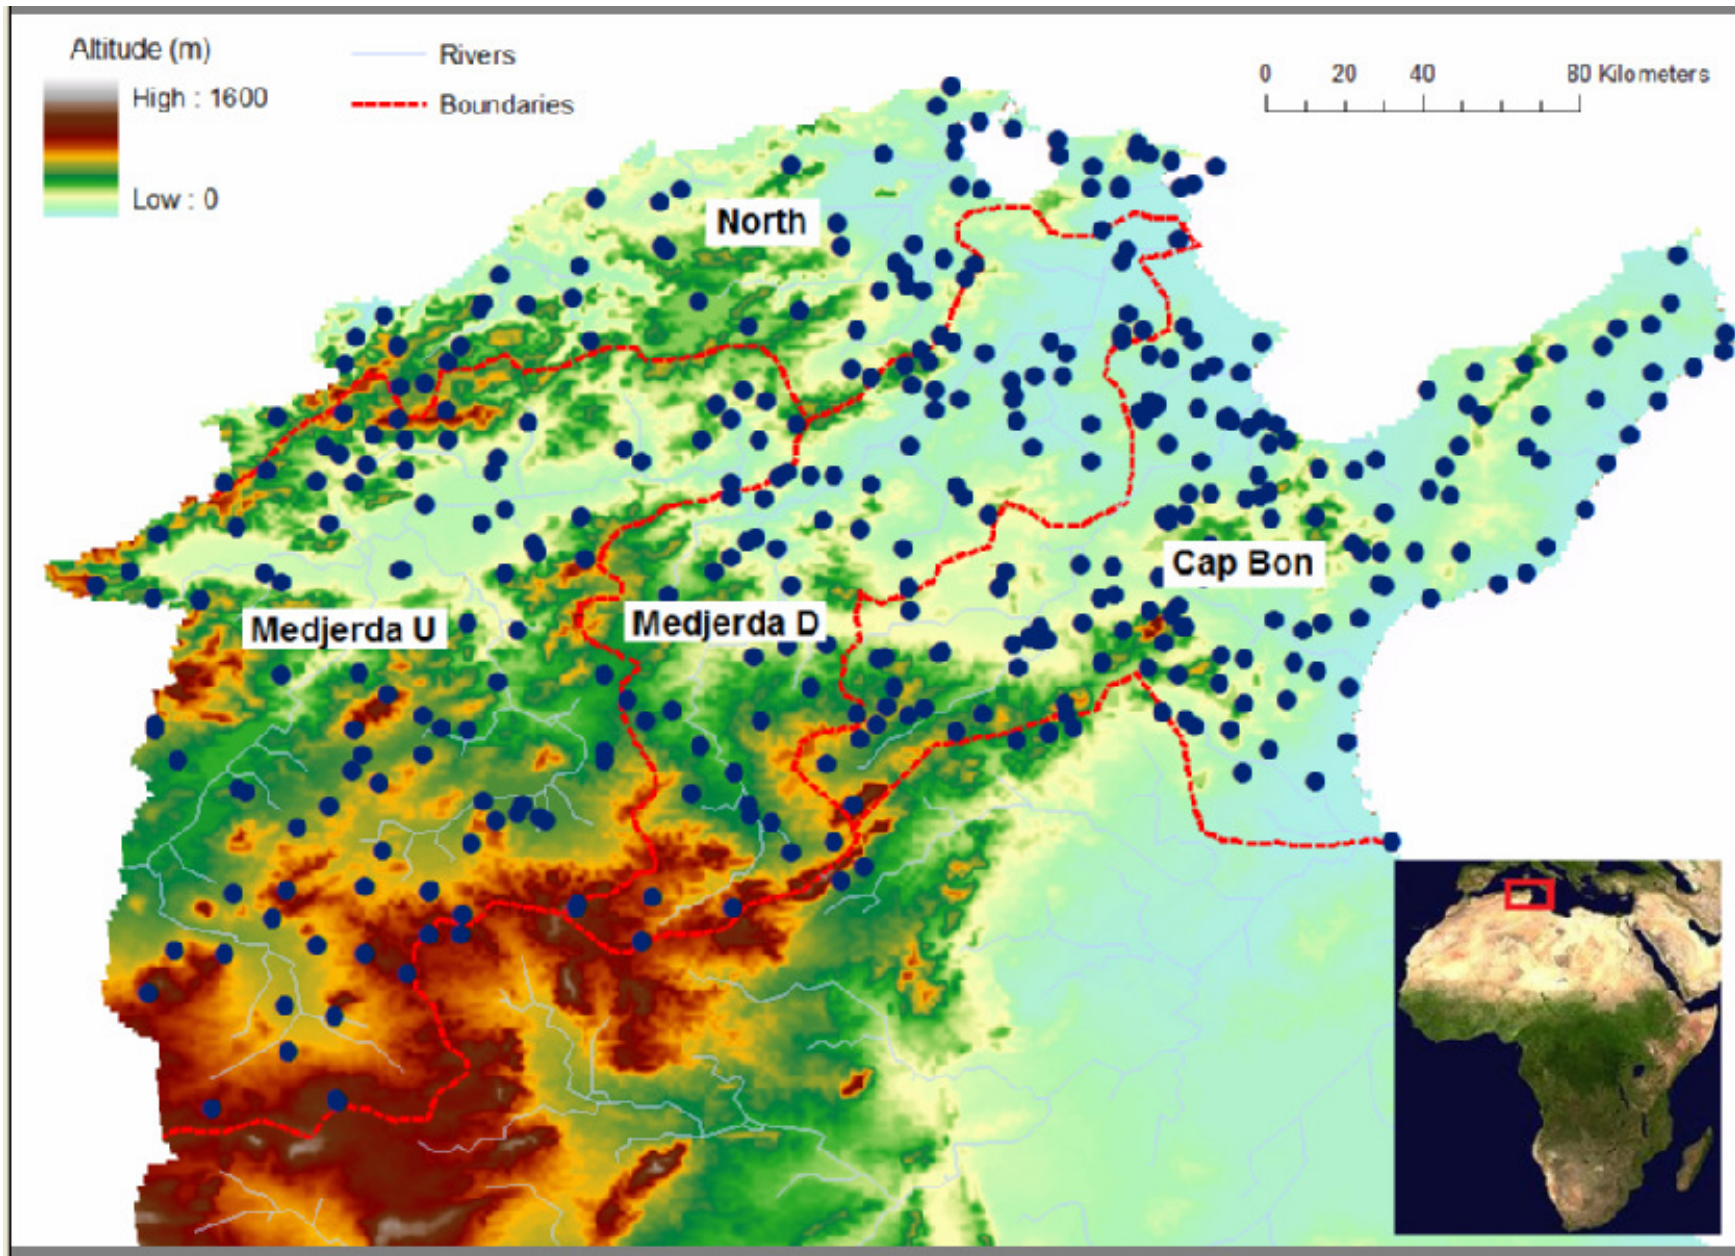 Altitude (m)
High : 1600
Low : 0
Rivers
Boundaries
0 20 40 80 Kilometers
North
Cap Bon
Medjerda U
Medjerda D